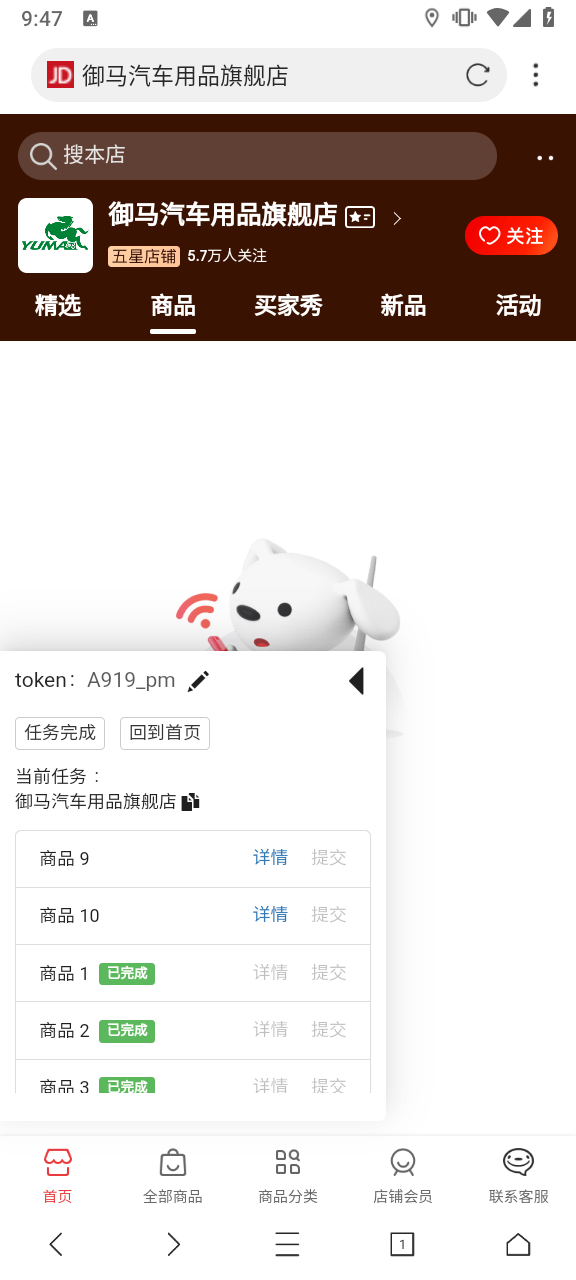 9:47 A
JD 御马汽车用品旗舰店
搜本店
YUMA 御马汽车用品旗舰店
五星店铺 5.7万人关注 关注
精选 商品 买家秀 新品 活动
token: A919_pm
任务完成 回到首页
当前任务：
御马汽车用品旗舰店
商品 9 详情 提交
商品 10 详情 提交
商品 1 已完成 详情 提交
商品 2 已完成 详情 提交
商品 3 已完成 详情 提交
首页 全部商品 商品分类 店铺会员 联系客服
1